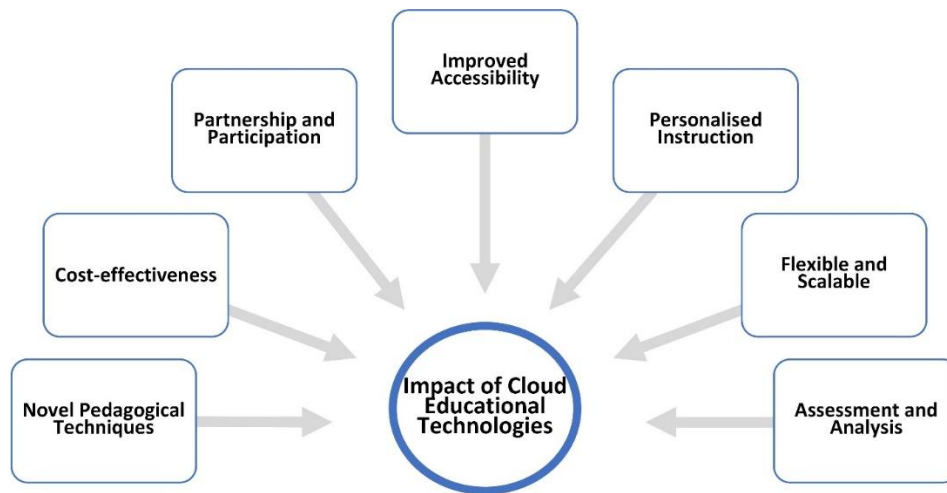 Improved
Accessibility
Partnership and
Participation
Personalised
Instruction
Cost-effectiveness
Flexible and
Scalable
Novel Pedagogical
Techniques
Impact of Cloud
Educational
Technologies
Assessment and
Analysis